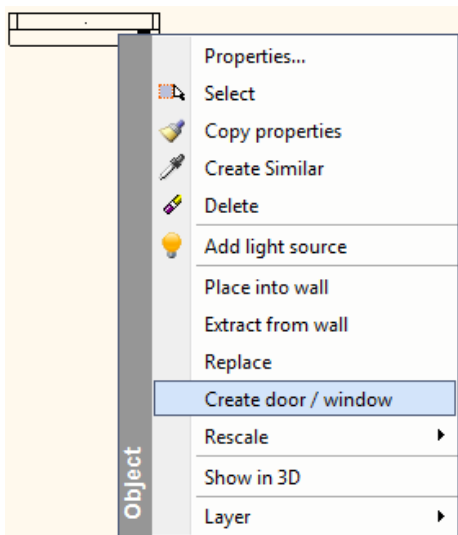 Properties...
Select
Copy properties
Create Similar
Delete
Add light source
Place into wall
Extract from wall
Replace
Create door / window
Rescale
Show in 3D
Layer
Object